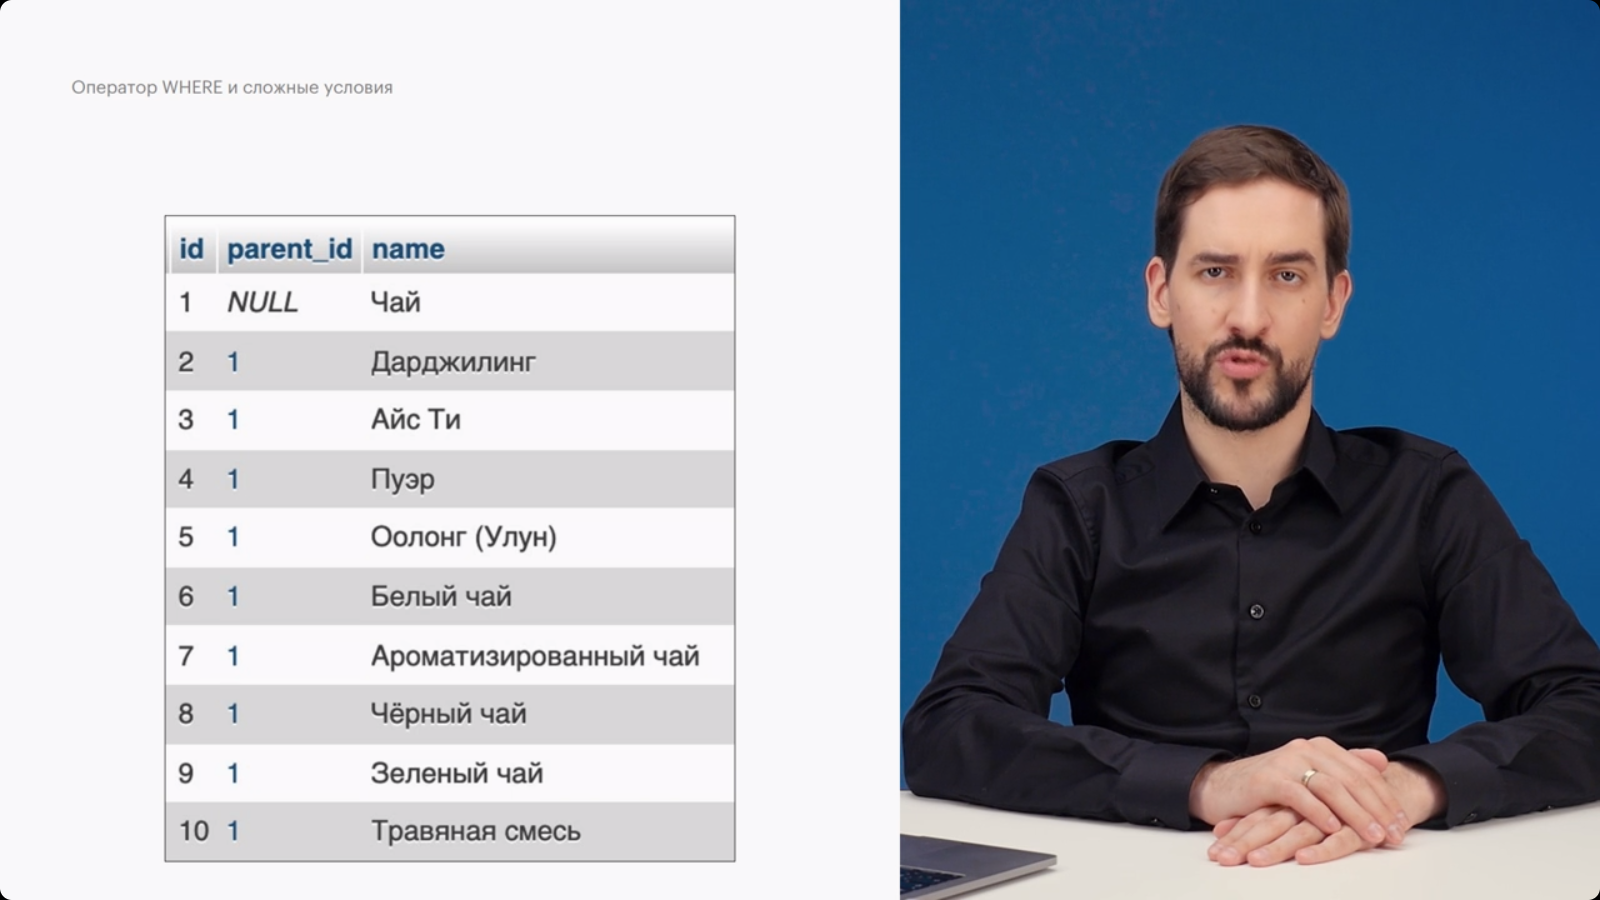 Оператор WHERE и сложные условия
id parent_id name
1 NULL Чай
2 1 Дарджилинг
3 1 Айс Ти
4 1 Пуэр
5 1 Оолонг (Улун)
6 1 Белый чай
7 1 Ароматизированный чай
8 1 Чёрный чай
9 1 Зеленый чай
10 1 Травяная смесь